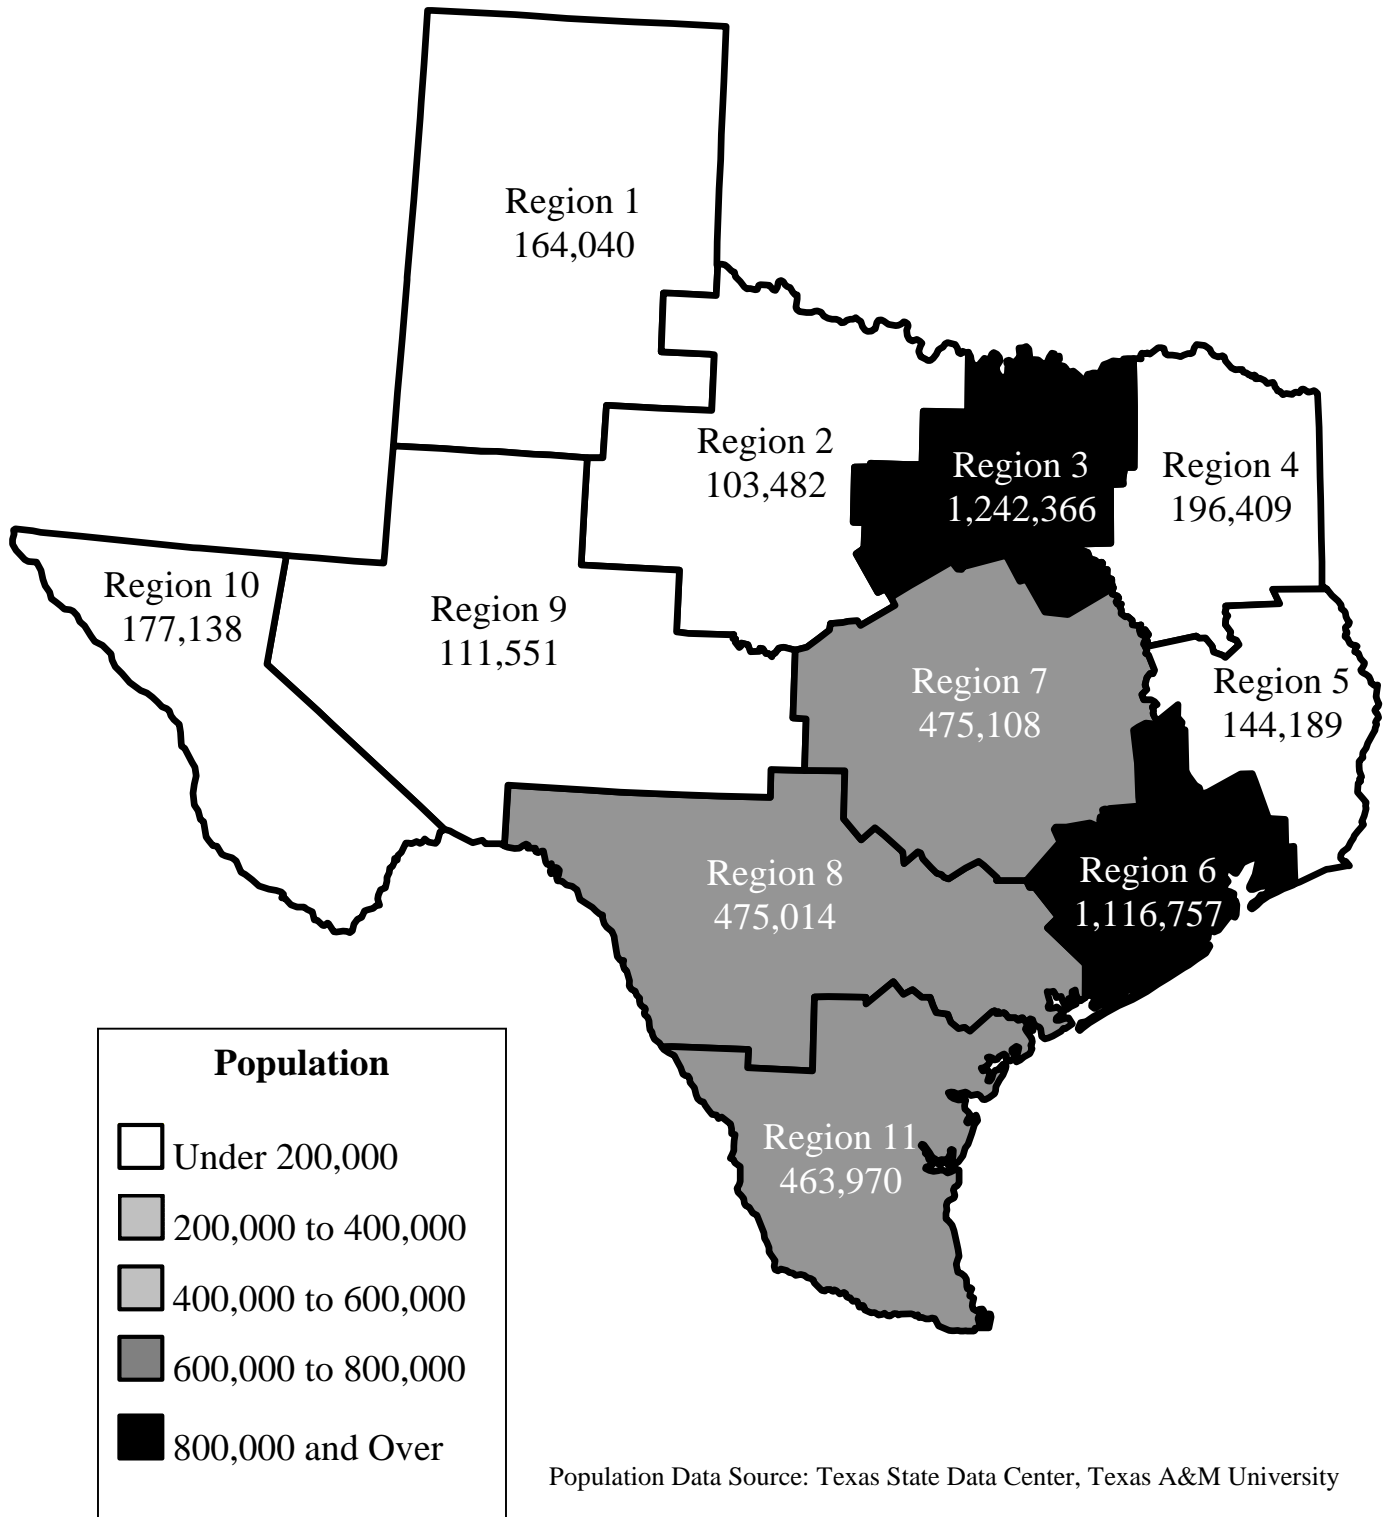 Region 1
164,040
Region 2
103,482
Region 3
1,242,366
Region 4
196,409
Region 10
177,138
Region 9
111,551
Region 7
475,108
Region 5
144,189
Region 8
475,014
Region 6
1,116,757
Region 11
463,970
Population
Under 200,000
200,000 to 400,000
400,000 to 600,000
600,000 to 800,000
800,000 and Over
Population Data Source: Texas State Data Center, Texas A&M University